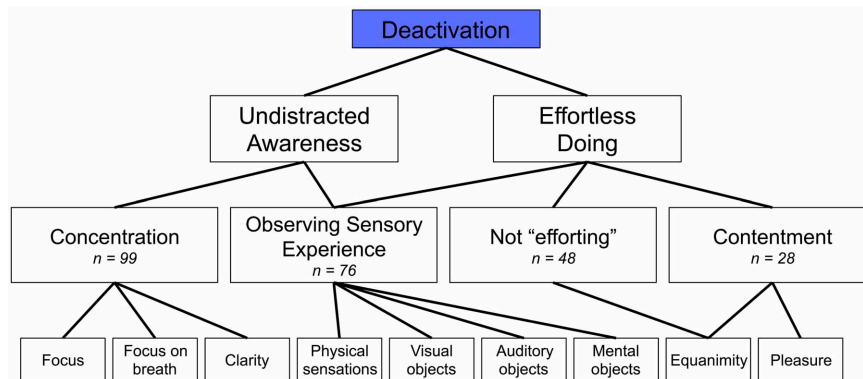 Deactivation
Undistracted
Awareness
Effortless
Doing
Concentration
n = 99
Observing Sensory
Experience
n = 76
Not “efforting”
n = 48
Contentment
n = 28
Focus
Focus on
breath
Clarity
Physical
sensations
Visual
objects
Auditory
objects
Mental
objects
Equanimity
Pleasure